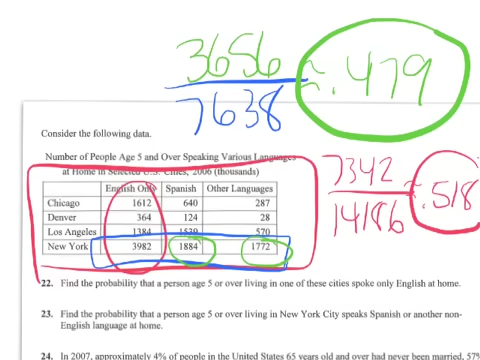 3656
7638
≈ .479
Consider the following data.
Number of People Age 5 and Over Speaking Various Languages
at Home in Selected U.S. Cities, 2006 (thousands)
English Only Spanish Other Languages
Chicago 1612 640 287
Denver 364 124 28
Los Angeles 1384 1539 570
New York 3982 1884 1772
7342
14186
≈ .518
22. Find the probability that a person age 5 or over living in one of these cities spoke only English at home.
23. Find the probability that a person age 5 or over living in New York City speaks Spanish or another non-
English language at home.
24. In 2007, approximately 4% of people in the United States 65 years old and over had never been married, 57%